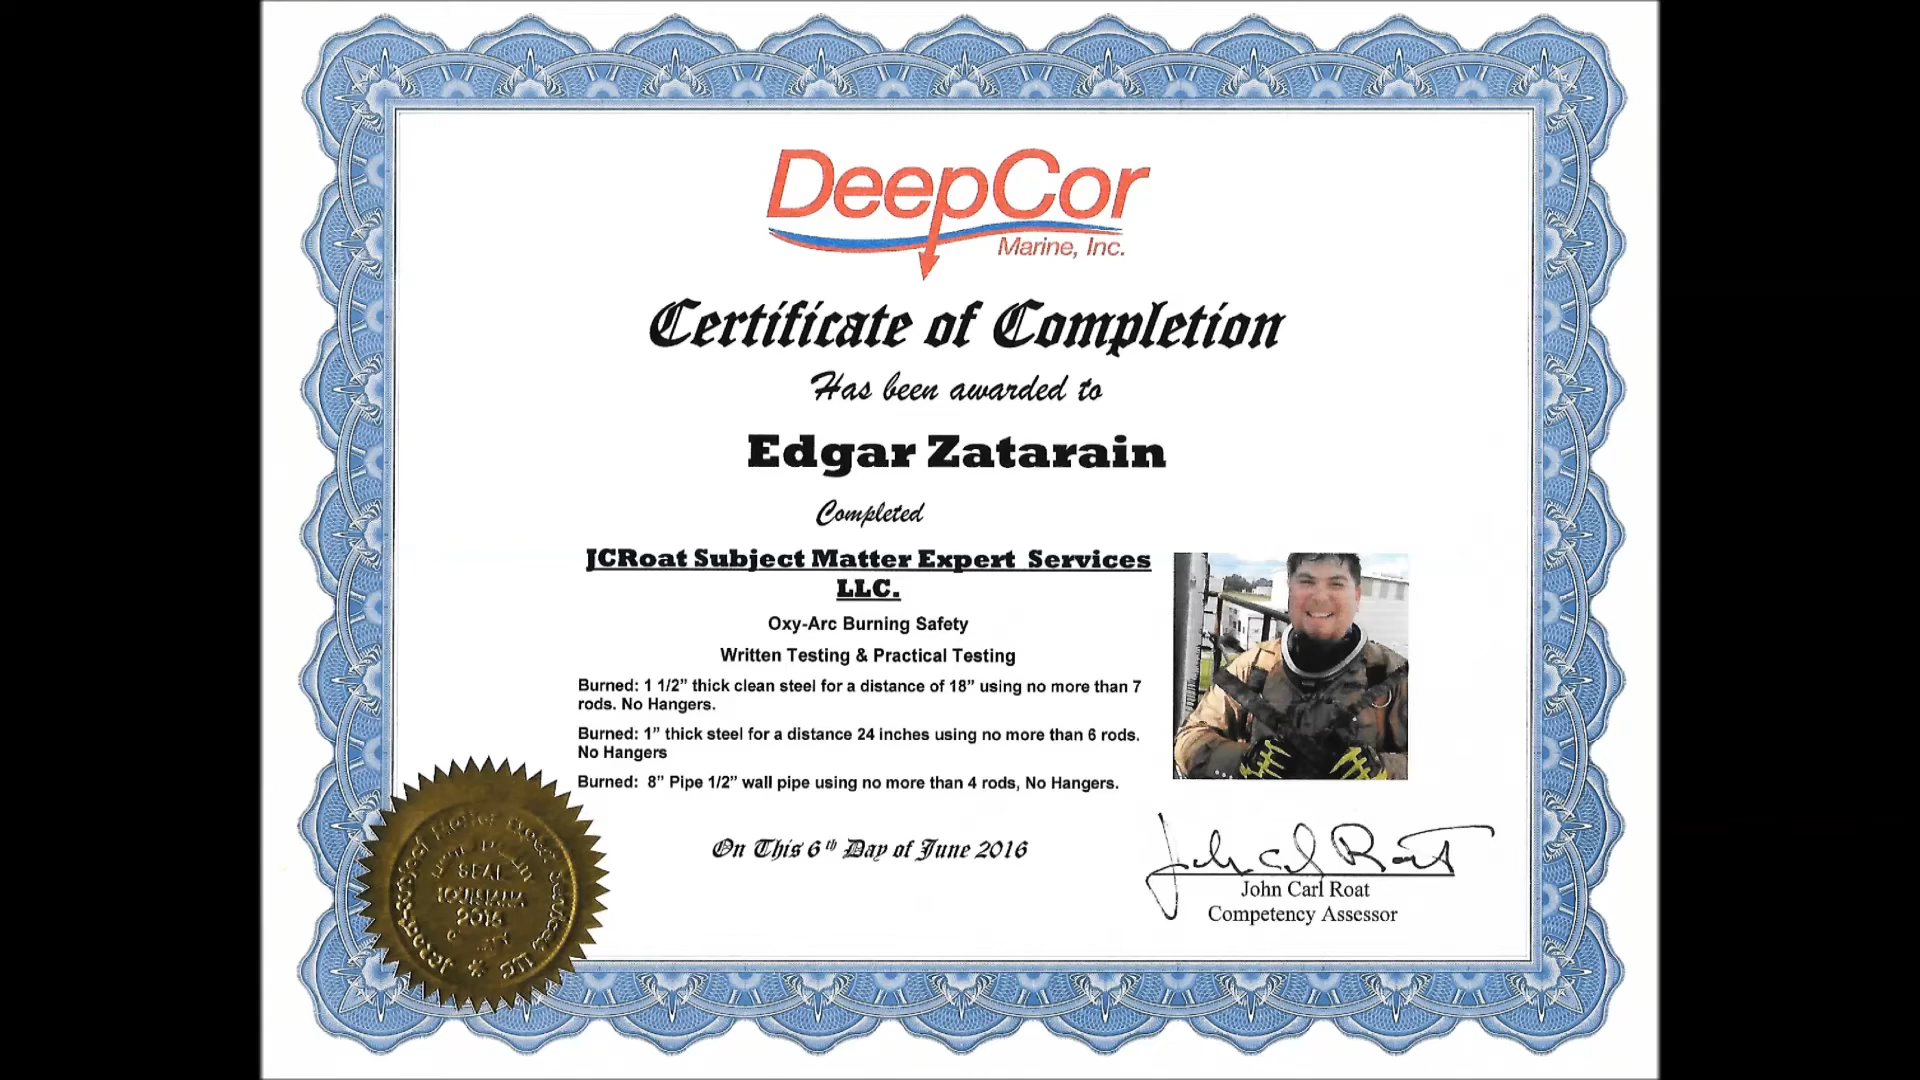 DeepCor
Marine, Inc.
Certificate of Completion
Has been awarded to
Edgar Zatarain
Completed
JCRoat Subject Matter Expert Services
LLC.
Oxy-Arc Burning Safety
Written Testing & Practical Testing
Burned: 1 1/2” thick clean steel for a distance of 18” using no more than 7
rods. No Hangers.
Burned: 1” thick steel for a distance 24 inches using no more than 6 rods.
No Hangers
Burned: 8” Pipe 1/2” wall pipe using no more than 4 rods, No Hangers.
On This 6th Day of June 2016
John Carl Roat
John Carl Roat
Competency Assessor
SEAL
LOUISIANA
2016